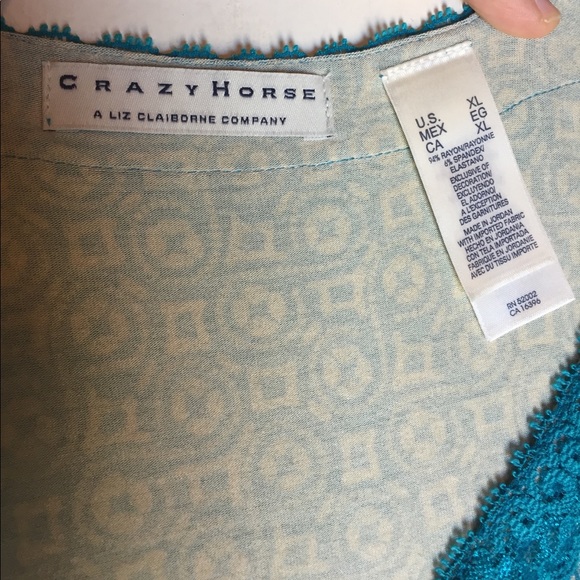 CRAZY HORSE
A LIZ CLAIBORNE COMPANY
U.S. XL
MEX EG
CA XL
94% RAYON/RAYONNE
6% SPANDEX/
ELASTANO
EXCLUSIVE OF
DECORATION/
EXCLUYENDO
EL ADORNO/
A L'EXCEPTION
DES GARNITURES
MADE IN JORDAN
WITH IMPORTED FABRIC
HECHO EN JORDANIA
CON TELA IMPORTADA
FABRIQUE EN JORDANIE
AVEC DU TISSU IMPORTE
RN 52002
CA 16396